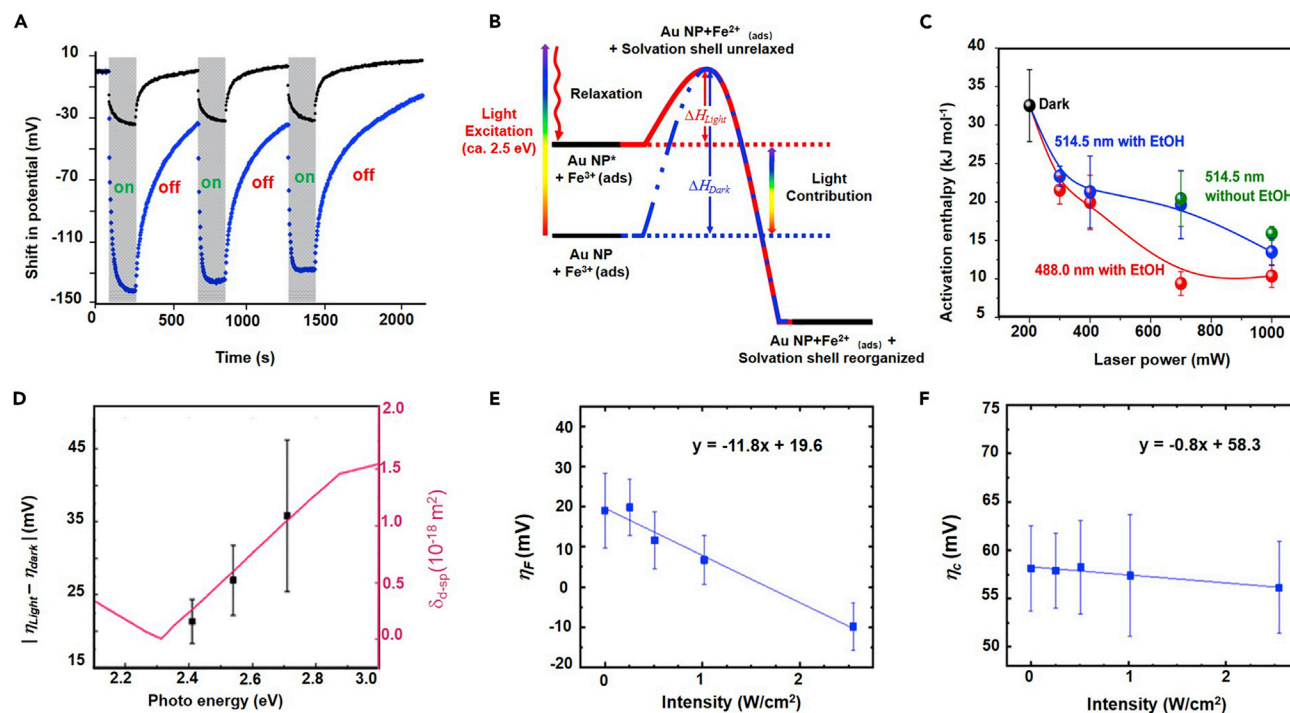 A
Shift in potential (mV)
10
-30
-70
-110
-150
on
off
on
off
on
off
0
500
1000
1500
2000
Time (s)
B
Au NP+Fe2+ (ads)
+ Solvation shell unrelaxed
Relaxation
Light
Excitation
(ca. 2.5 eV)
ΔHLight
Au NP*
+ Fe3+ (ads)
ΔHDark
Light
Contribution
Au NP
+ Fe3+ (ads)
Au NP+Fe2+ (ads) +
Solvation shell reorganized
C
Activation enthalpy (kJ mol-1)
40
35
30
25
20
15
10
5
Dark
514.5 nm with EtOH
514.5 nm
without EtOH
488.0 nm with EtOH
200
400
600
800
1000
Laser power (mW)
D
| ηLight – ηdark | (mV)
45
35
25
15
2.0
1.5
1.0
0.5
0.0
δd-sp(10-18 m2)
2.2
2.4
2.6
2.8
3.0
Photo energy (eV)
E
ηF (mV)
40
30
20
10
0
-10
-20
y = -11.8x + 19.6
0
1
2
Intensity (W/cm2)
F
ηc (mV)
75
70
65
60
55
50
y = -0.8x + 58.3
0
1
2
Intensity (W/cm2)